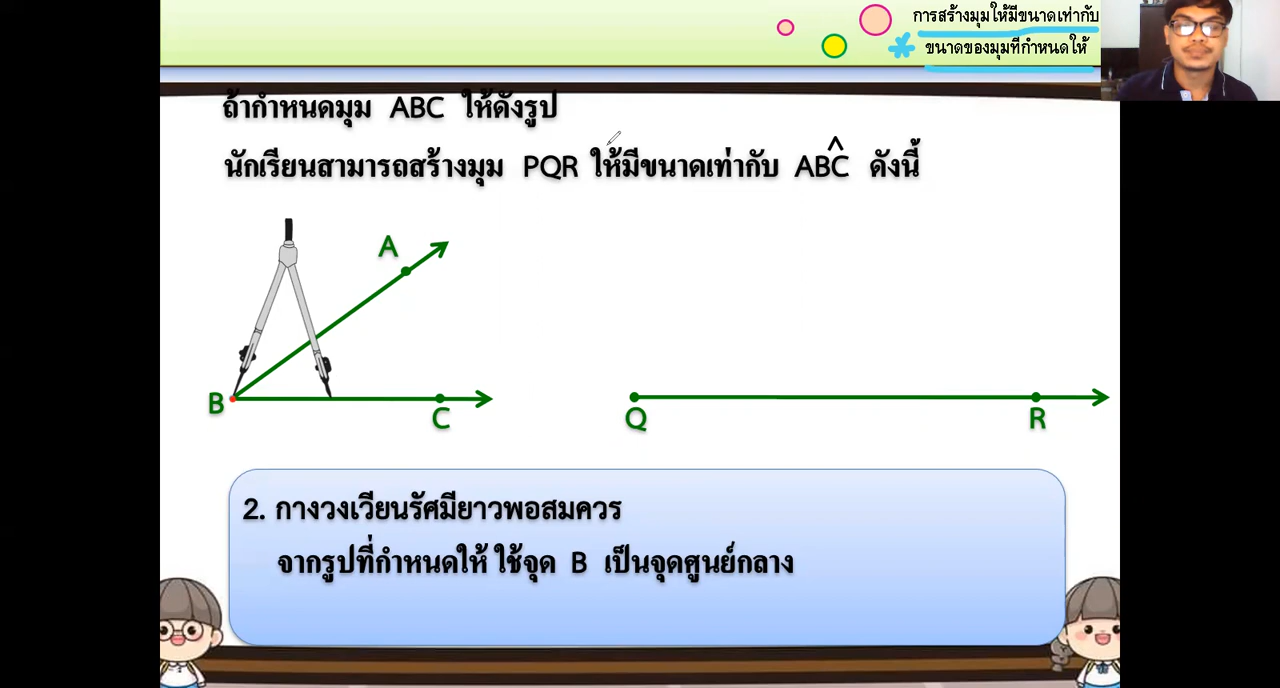 การสร้างมุมให้มีขนาดเท่ากับ
ขนาดของมุมที่กำหนดให้
ถ้ากำหนดมุม ABC ให้ดังรูป
นักเรียนสามารถสร้างมุม PQR ให้มีขนาดเท่ากับ AB̂C ดังนี้
A
B
C
Q
R
2. กางวงเวียนรัศมียาวพอสมควร
จากรูปที่กำหนดให้ ใช้จุด B เป็นจุดศูนย์กลาง